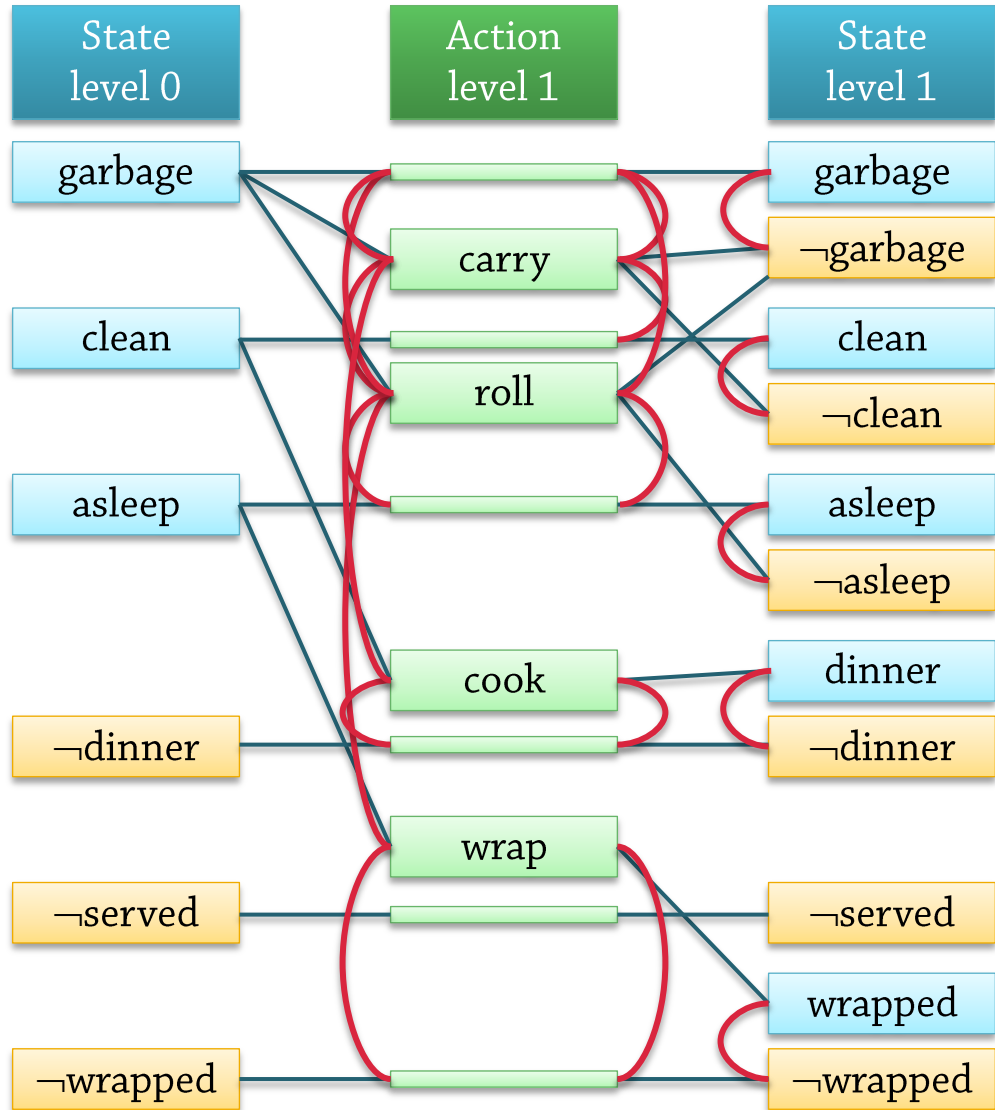 State
level 0
Action
level 1
State
level 1
garbage
garbage
carry
¬garbage
clean
clean
roll
¬clean
asleep
asleep
¬asleep
cook
dinner
¬dinner
¬dinner
wrap
¬served
¬served
wrapped
¬wrapped
¬wrapped